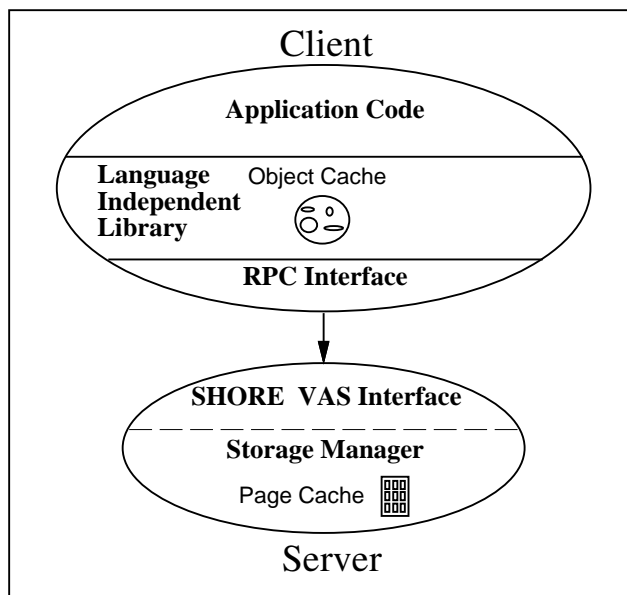 Client
Application Code
Language Object Cache
Independent
Library
RPC Interface
SHORE VAS Interface
Storage Manager
Page Cache
Server